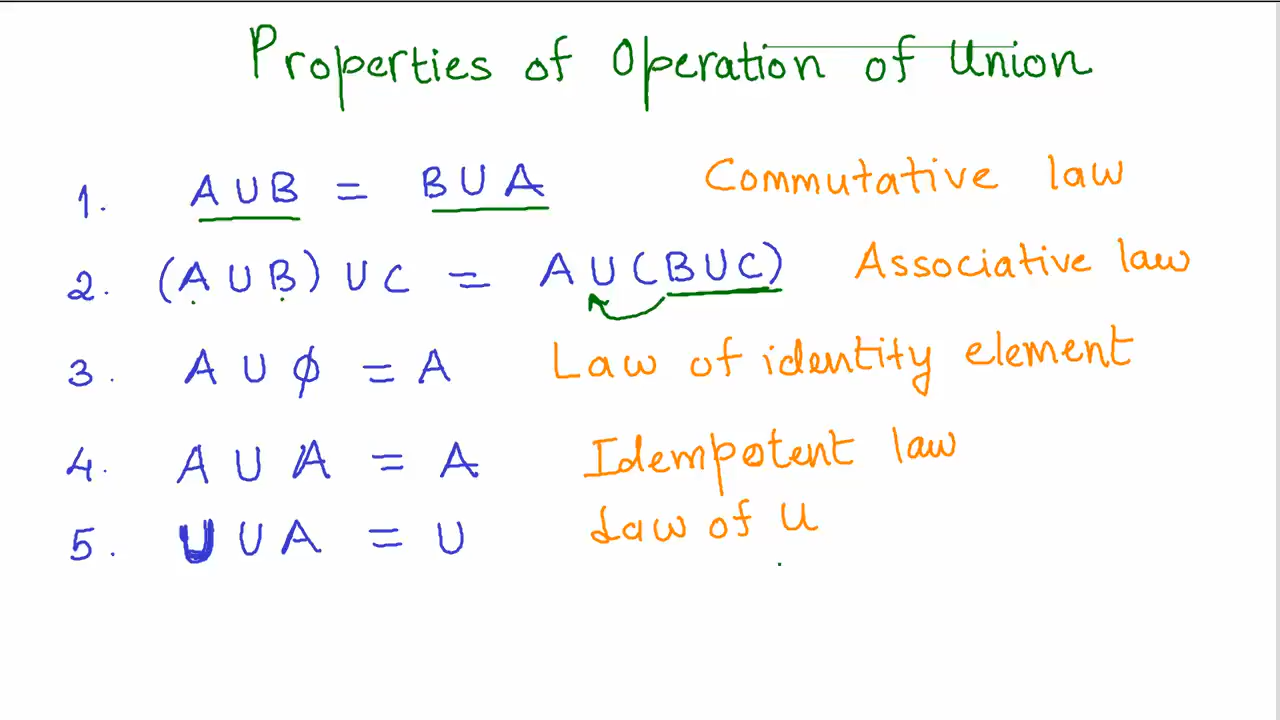 Properties of Operation of Union
1. A U B = B U A Commutative law
2. (A U B) U C = A U (B U C) Associative law
3. A U ϕ = A Law of identity element
4. A U A = A Idempotent law
5. U U A = U Law of U